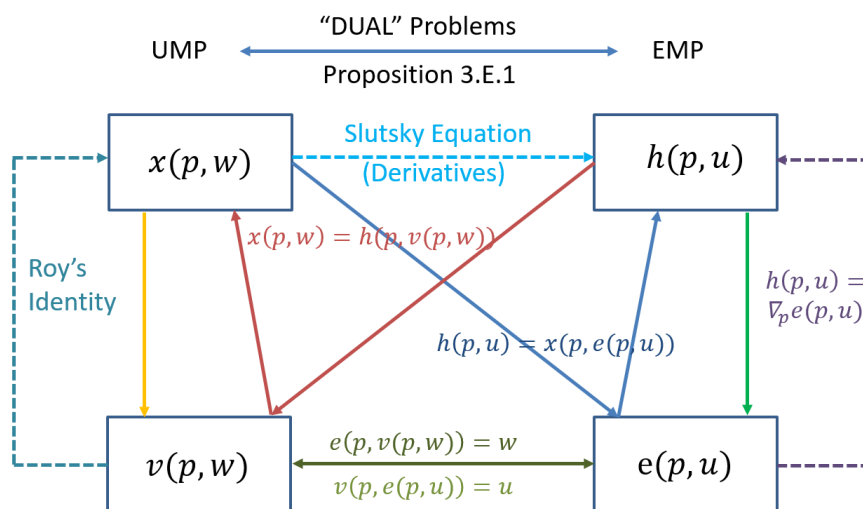 “DUAL” Problems
UMP
EMP
Proposition 3.E.1
x(p, w)
Slutsky Equation
(Derivatives)
h(p, u)
x(p, w) = h(p, v(p, w))
Roy’s
Identity
h(p, u) =
∇ₚe(p, u)
h(p, u) = x(p, e(p, u))
v(p, w)
e(p, v(p, w)) = w
v(p, e(p, u)) = u
e(p, u)